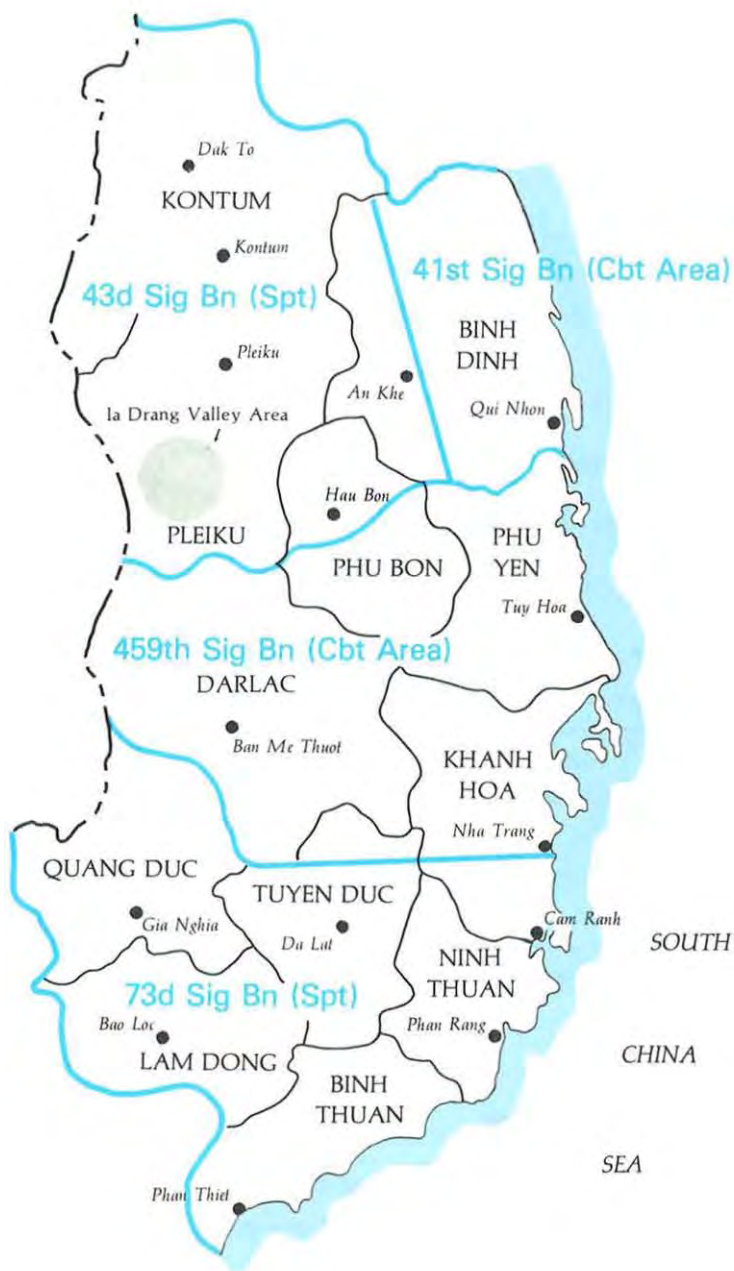 Dak To
KONTUM
Kontum
43d Sig Bn (Spt)
41st Sig Bn (Cbt Area)
BINH
DINH
Pleiku
An Khe
Ia Drang Valley Area
Qui Nhon
Hau Bon
PLEIKU
PHU BON
PHU
YEN
Tuy Hoa
459th Sig Bn (Cbt Area)
DARLAC
Ban Me Thuot
KHANH
HOA
Nha Trang
QUANG DUC
TUYEN DUC
Gia Nghia
Da Lat
Cam Ranh
SOUTH
NINH
THUAN
73d Sig Bn (Spt)
Bao Loc
Phan Rang
LAM DONG
CHINA
BINH
THUAN
SEA
Phan Thiet